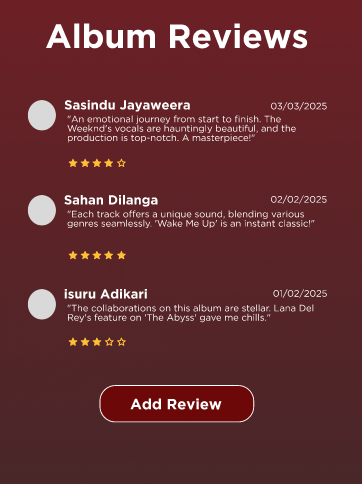 Album Reviews
Sasindu Jayaweera 03/03/2025
"An emotional journey from start to finish. The
Weeknd's vocals are hauntingly beautiful, and the
production is top-notch. A masterpiece!"
Sahan Dilanga 02/02/2025
"Each track offers a unique sound, blending various
genres seamlessly. 'Wake Me Up' is an instant classic!"
isuru Adikari 01/02/2025
"The collaborations on this album are stellar. Lana Del
Rey's feature on 'The Abyss' gave me chills."
Add Review